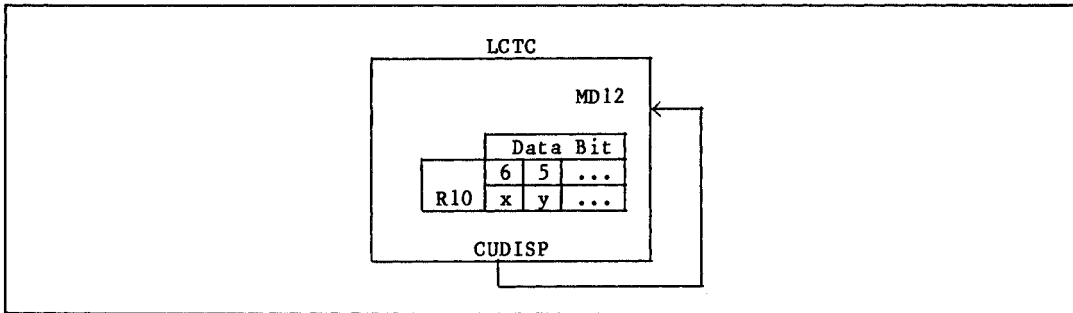 LCTC
MD12
Data Bit
6 5 ...
R10 x y ...
CUDISP